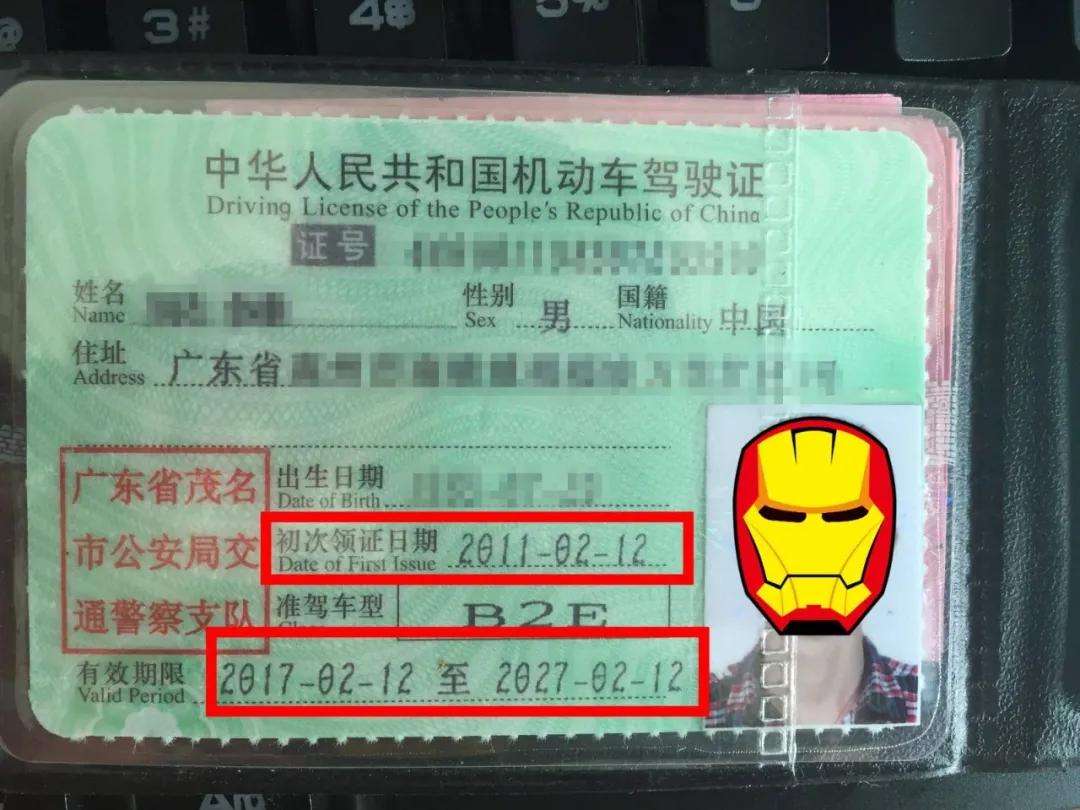 3 #
4
5%
中华人民共和国机动车驾驶证
Driving License of the People's Republic of China
证号
姓名
Name
性别
Sex
男
国籍
Nationality
中国
住址
Address
广东省
广东省茂名
市公安局交
通警察支队
出生日期
Date of Birth
初次领证日期
Date of First Issue
2011-02-12
准驾车型
B2E
有效期限
Valid Period
2017-02-12 至 2027-02-12